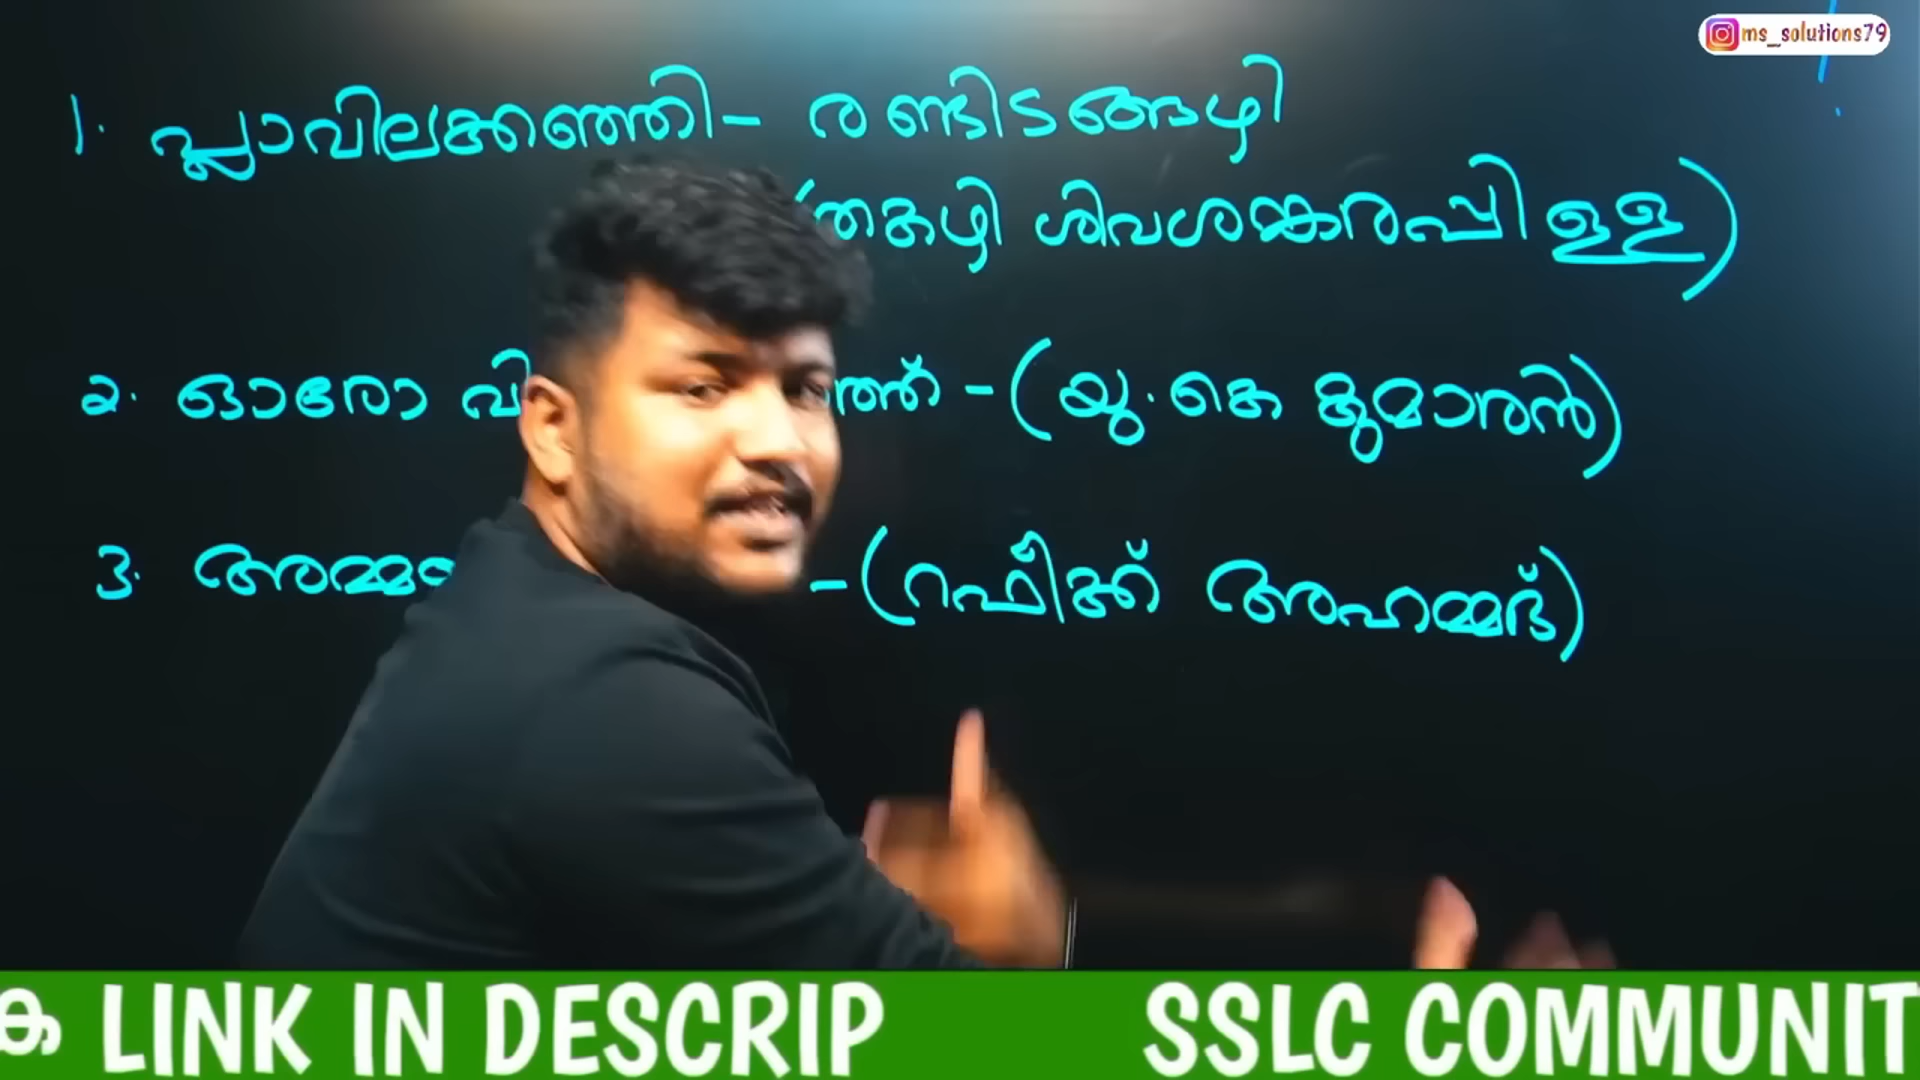 ms_solutions79
1. പ്ലാവിലക്കഞ്ഞി - രണ്ടിടങ്ങഴി
(തകഴി ശിവശങ്കരപ്പിള്ള)
2. ഓരോ - (യു. കെ കുമാരൻ)
3. - (റഫീക്ക് അഹമ്മദ്)
LINK IN DESCRIP SSLC COMMUNIT